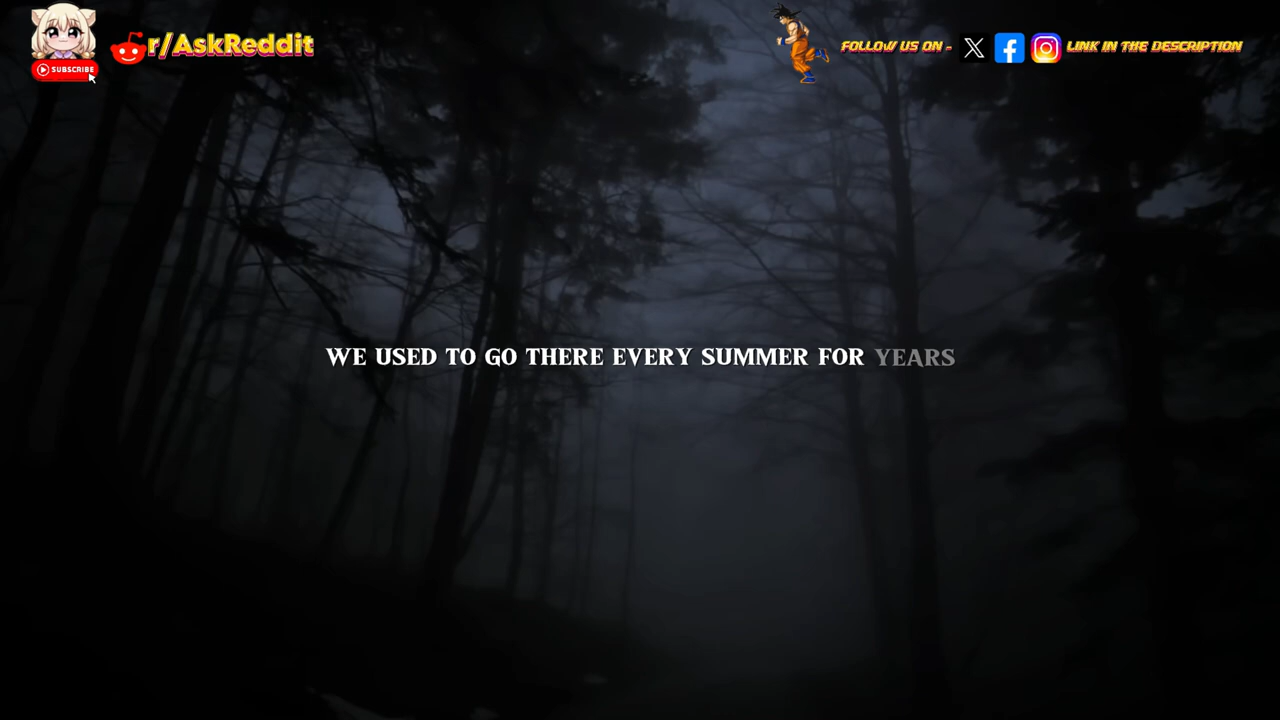 r/AskReddit
SUBSCRIBE
FOLLOW US ON -
LINK IN THE DESCRIPTION
WE USED TO GO THERE EVERY SUMMER FOR YEARS